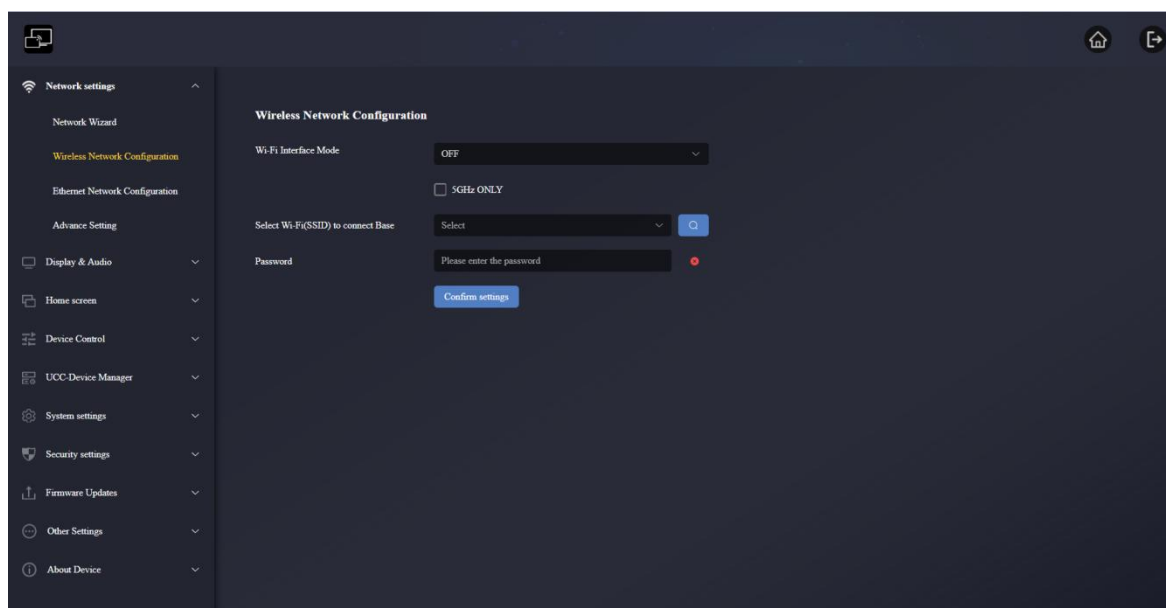 Network settings
Network Wizard
Wireless Network Configuration
Ethernet Network Configuration
Advance Setting
Display & Audio
Home screen
Device Control
UCC-Device Manager
System settings
Security settings
Firmware Updates
Other Settings
About Device
Wireless Network Configuration
Wi-Fi Interface Mode
OFF
5GHz ONLY
Select Wi-Fi(SSID) to connect Base
Select
Password
Please enter the password
Confirm settings